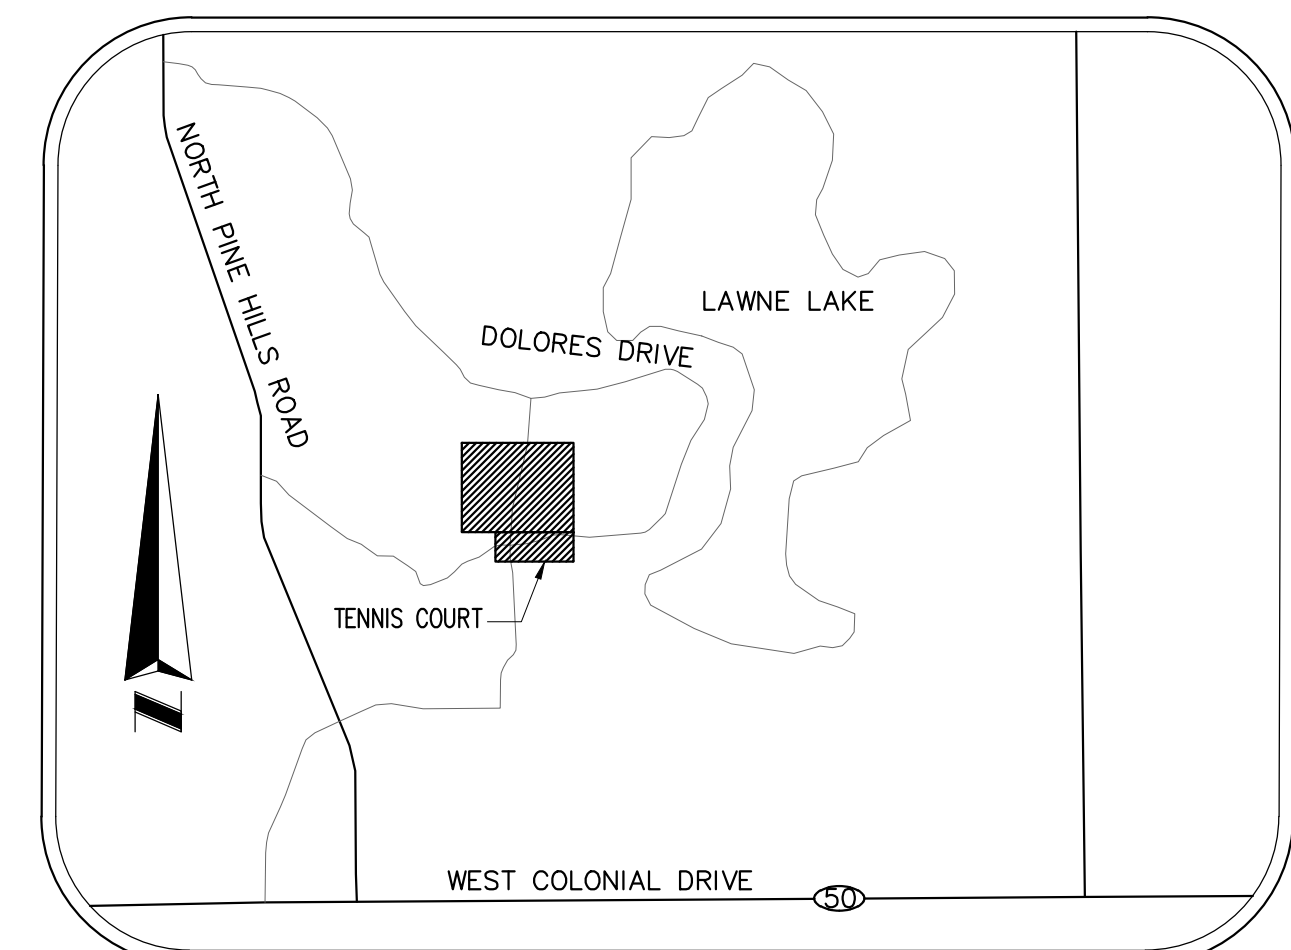 NORTH PINE HILLS ROAD
LAWNE LAKE
DOLORES DRIVE
TENNIS COURT
N
WEST COLONIAL DRIVE
50